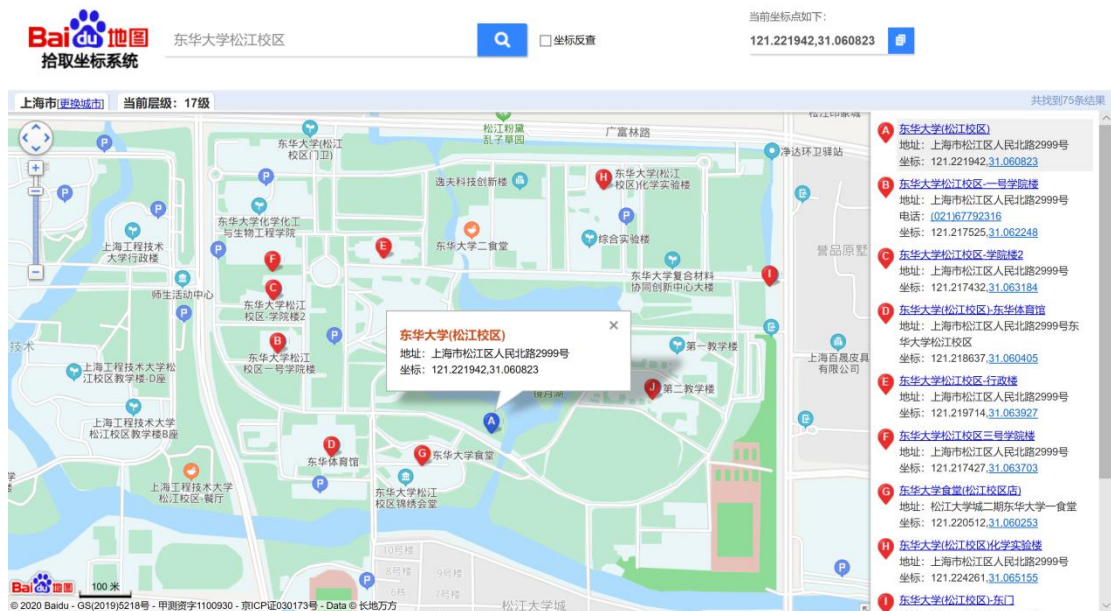 Bai du 地图
拾取坐标系统
东华大学松江校区
坐标反查
当前坐标点如下:
121.221942,31.060823
上海市[更换城市]
当前层级：17级
共找到75条结果
松江粉黛
乱子草园
广富林路
松江印象城
净达环卫驿站
东华大学(松江
校区门卫)
逸夫科技创新楼
东华大学(松江
校区)化学实验楼
东华大学化学化工
与生物工程学院
上海工程技术
大学行政楼
东华大学二食堂
综合实验楼
誉品原墅
师生活动中心
东华大学松江
校区-学院楼2
东华大学复合材料
协同创新中心大楼
东华大学(松江校区)
地址：上海市松江区人民北路2999号
坐标：121.221942,31.060823
技术
东华大学松江
校区一号学院楼
第一教学楼
上海百晟皮具
有限公司
上海工程技术大学松
江校区教学楼-D座
镜月湖
第二教学楼
上海工程技术大学
松江校区教学楼B座
东华体育馆
东华大学食堂
上海工程技术大学
松江校区-餐厅
东华大学松江
校区锦绣会堂
10号楼
8号楼
9号楼
6栋
7号楼
松江大学城
Bai du 地图
100 米
© 2020 Baidu - GS(2019)5218号 - 甲测资字1100930 - 京ICP证030173号 - Data © 长地万方
A
东华大学(松江校区)
地址：上海市松江区人民北路2999号
坐标：121.221942,31.060823
B
东华大学松江校区-一号学院楼
地址：上海市松江区人民北路2999号
电话：(021)67792316
坐标：121.217525,31.062248
C
东华大学松江校区-学院楼2
地址：上海市松江区人民北路2999号
坐标：121.217432,31.063184
D
东华大学(松江校区)-东华体育馆
地址：上海市松江区人民北路2999号东
华大学松江校区
坐标：121.218637,31.060405
E
东华大学松江校区-行政楼
地址：上海市松江区人民北路2999号
坐标：121.219714,31.063927
F
东华大学松江校区三号学院楼
地址：上海市松江区人民北路2999号
坐标：121.217427,31.063703
G
东华大学食堂(松江校区店)
地址：松江大学城二期东华大学一食堂
坐标：121.220512,31.060253
H
东华大学(松江校区)化学实验楼
地址：上海市松江区人民北路2999号
坐标：121.224261,31.065155
I
东华大学(松江校区)-东门